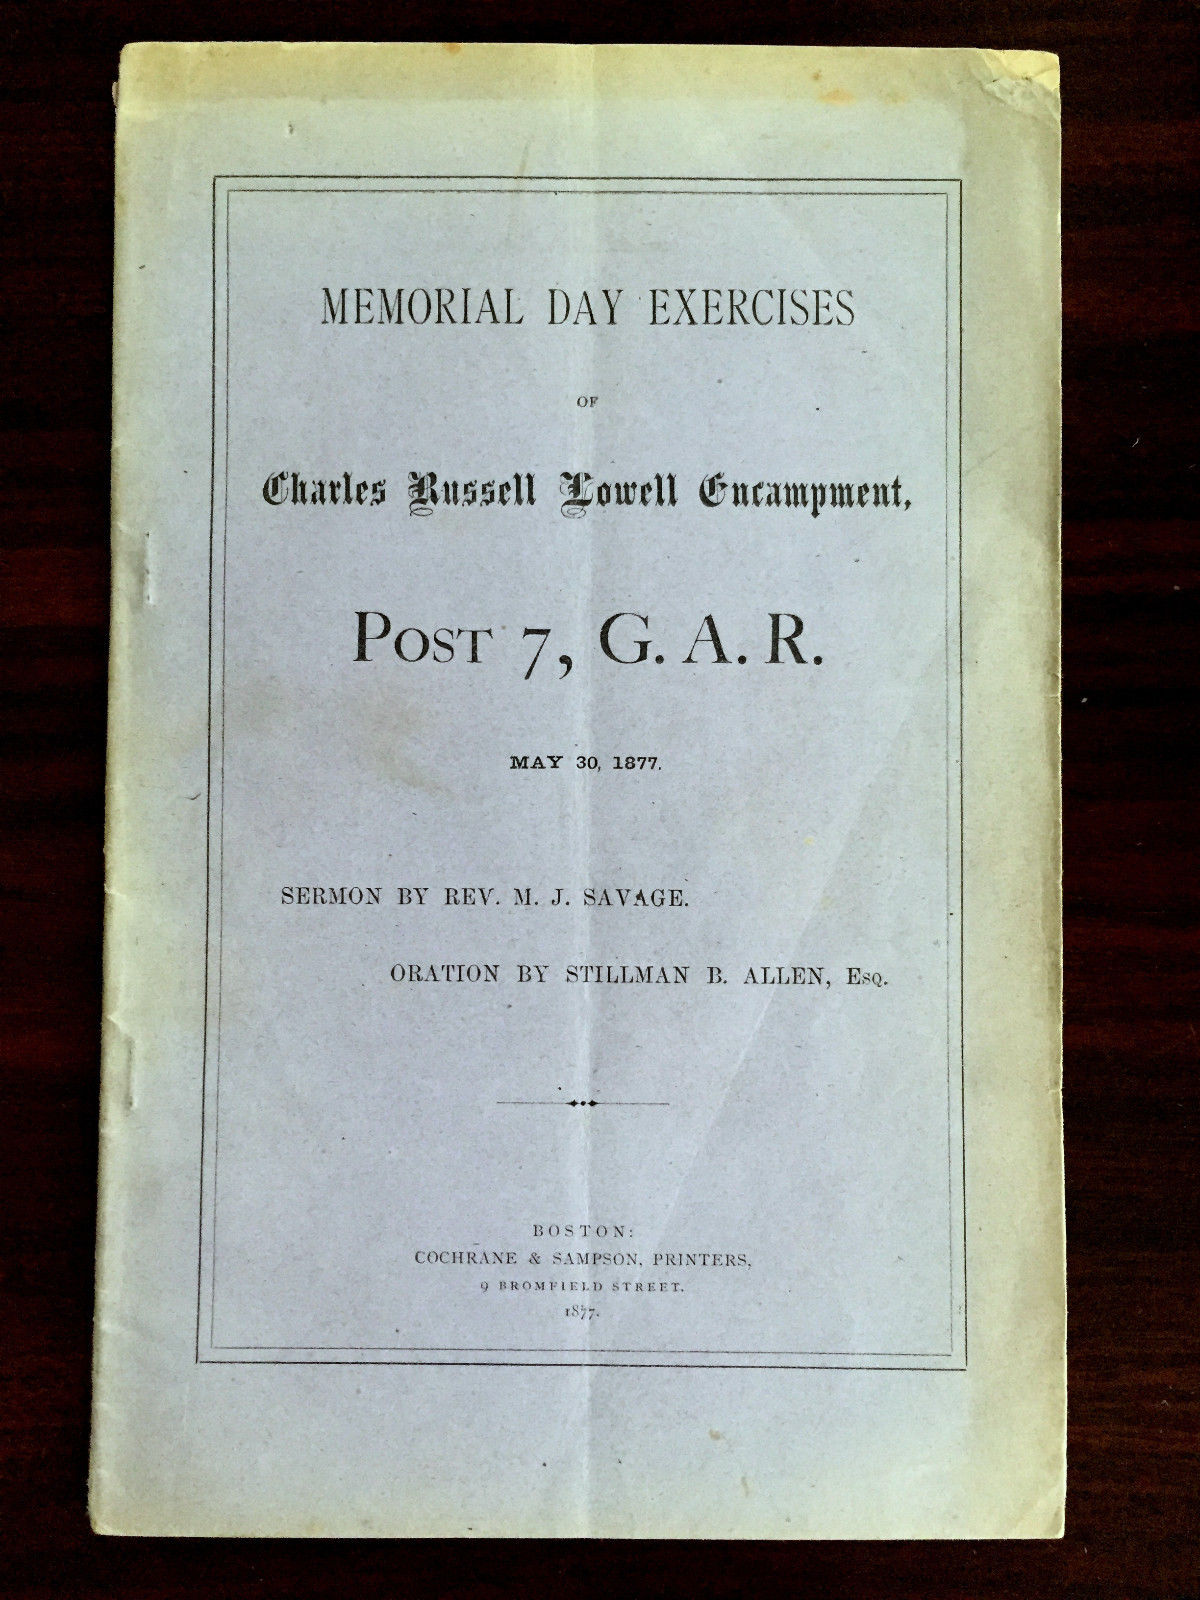 MEMORIAL DAY EXERCISES
OF
Charles Russell Lowell Encampment,
POST 7, G. A. R.
MAY 30, 1877.
SERMON BY REV. M. J. SAVAGE.
ORATION BY STILLMAN B. ALLEN, ESQ.
BOSTON:
COCHRANE & SAMPSON, PRINTERS,
9 BROMFIELD STREET.
1877.